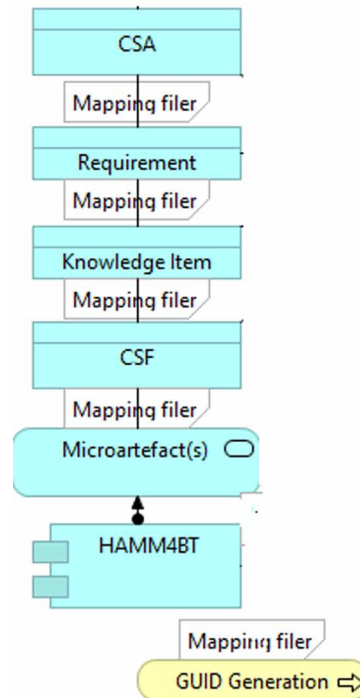 CSA
Mapping filer
Requirement
Mapping filer
Knowledge Item
Mapping filer
CSF
Mapping filer
Microartefact(s)
HAMM4BT
Mapping filer
GUID Generation